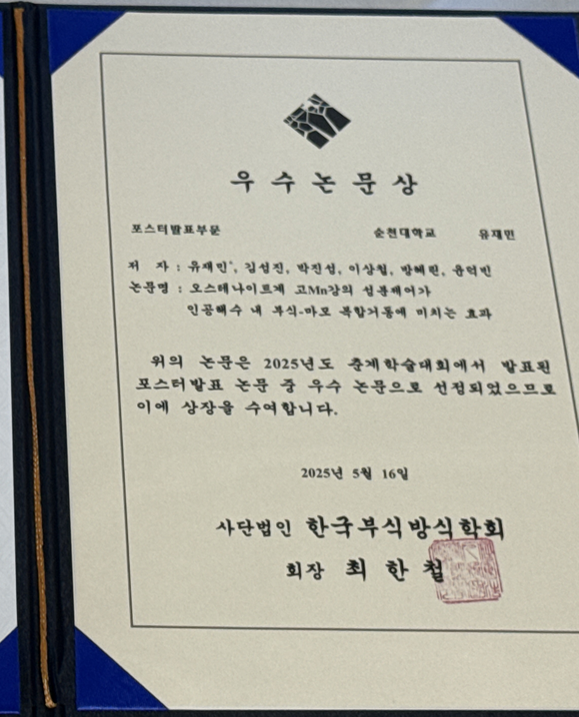 우수논문상
포스터발표부문 순천대학교 유재민
저 자 : 유재민*, 김성진, 박진성, 이상철, 방혜린, 윤덕빈
논문명 : 오스테나이트계 고Mn강의 성분제어가
인공해수 내 부식-마모 복합거동에 미치는 효과
위의 논문은 2025년도 춘계학술대회에서 발표된
포스터발표 논문 중 우수 논문으로 선정되었으므로
이에 상장을 수여합니다.
2025년 5월 16일
사단법인 한국부식방식학회
회장 최한철